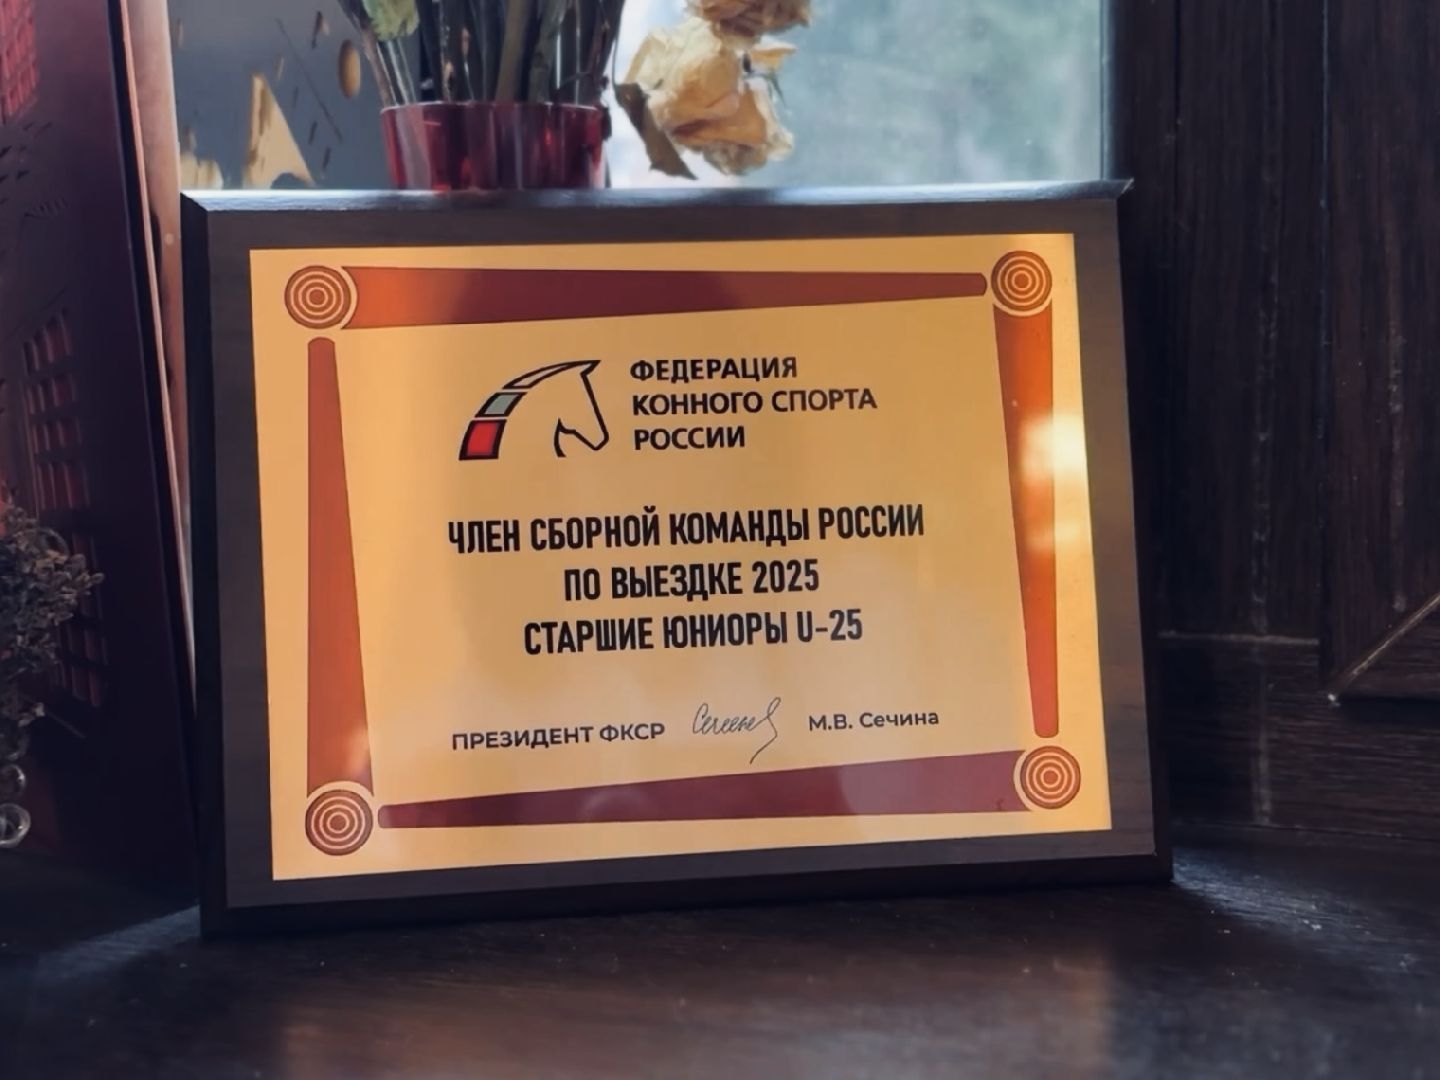 ФЕДЕРАЦИЯ
КОННОГО СПОРТА
РОССИИ
ЧЛЕН СБОРНОЙ КОМАНДЫ РОССИИ
ПО ВЫЕЗДКЕ 2025
СТАРШИЕ ЮНИОРЫ U-25
ПРЕЗИДЕНТ ФКСР М.В. Сечина